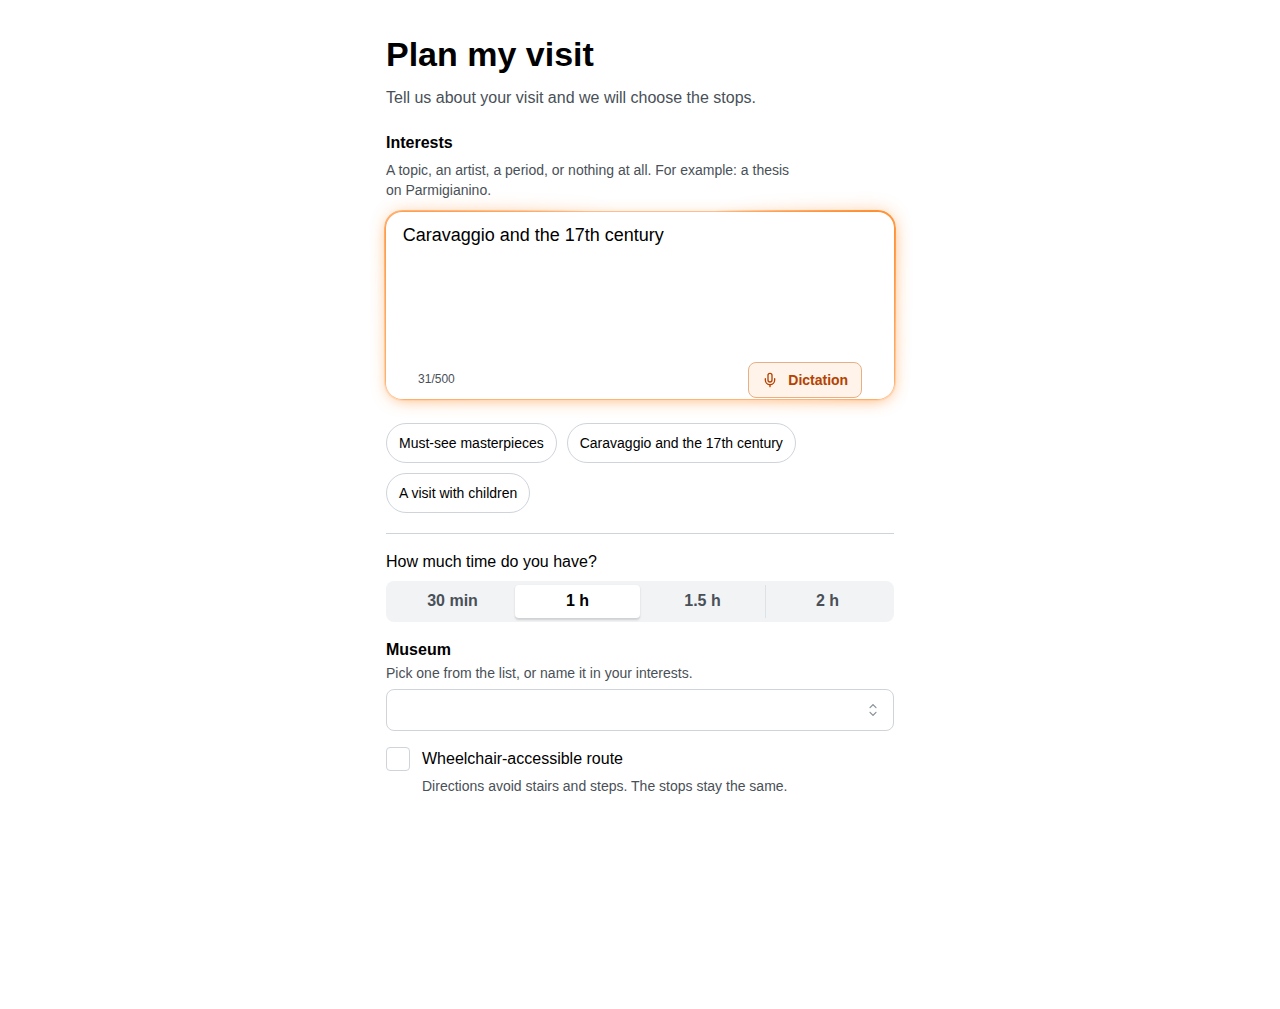 Plan my visit
Tell us about your visit and we will choose the stops.
Interests
A topic, an artist, a period, or nothing at all. For example: a thesis
on Parmigianino.
Caravaggio and the 17th century
31/500
Dictation
Must-see masterpieces
Caravaggio and the 17th century
A visit with children
How much time do you have?
30 min
1 h
1.5 h
2 h
Museum
Pick one from the list, or name it in your interests.
Wheelchair-accessible route
Directions avoid stairs and steps. The stops stay the same.